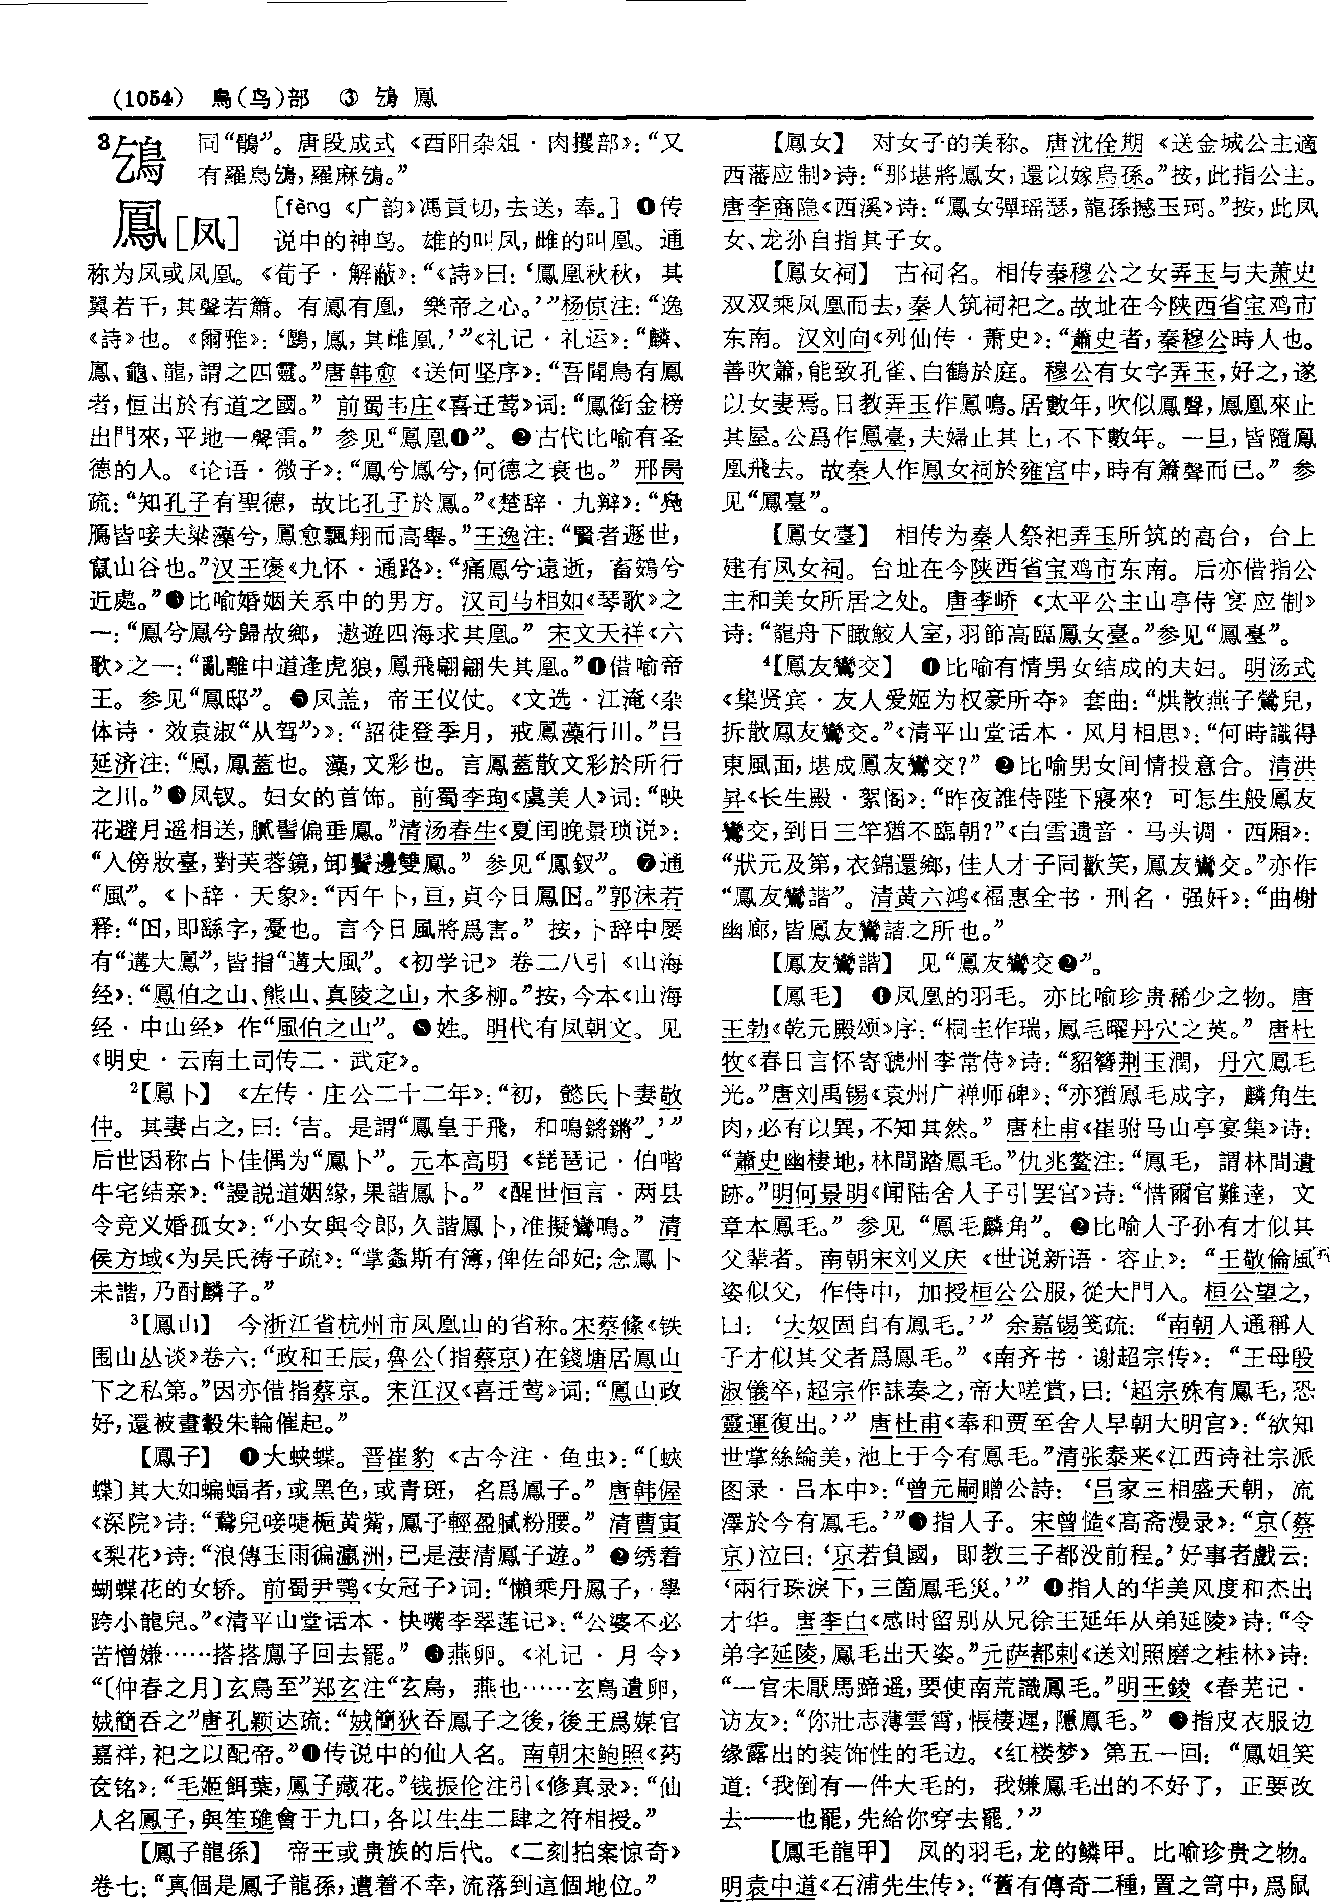 (1054) 鳥(鸟)部 ③ 鳦 鳳
同“鶻”。唐段成式《酉阳杂俎·肉攫部》：“又
有羅烏鴋，羅麻鴋。”
鳳[凤] [fèng《广韵》馮貢切，去送，奉。] ❶传
说中的神鸟。雄的叫凤，雌的叫凰。通
称为凤或凤凰。《荀子·解蔽》：“《詩》曰：‘鳳凰秋秋，其
翼若干，其聲若簫。有鳳有凰，樂帝之心。’”杨倞注：“逸
《詩》也。《爾雅》：‘鶠，鳳，其雌凰。’”《礼记·礼运》：“麟、
鳳、龜、龍，謂之四靈。”唐韩愈《送何坚序》：“吾聞鳥有鳳
者，恒出於有道之國。”前蜀韦庄《喜迁莺》词：“鳳銜金榜
出門來，平地一聲雷。”参见“鳳凰❶”。❷古代比喻有圣
德的人。《论语·微子》：“鳳兮鳳兮，何德之衰也。”邢昺
疏：“知孔子有聖德，故比孔子於鳳。”《楚辞·九辩》：“鳧
鴈皆唼夫粱藻兮，鳳愈飄翔而高舉。”王逸注：“賢者遯世，
竄山谷也。”汉王褒《九怀·通路》：“痛鳳兮遠逝，畜鴳兮
近處。”❸比喻婚姻关系中的男方。汉司马相如《琴歌》之
一：“鳳兮鳳兮歸故鄉，遨遊四海求其凰。”宋文天祥《六
歌》之一：“亂離中道逢虎狼，鳳飛翩翩失其凰。”❹借喻帝
王。参见“鳳邸”。❺凤盖，帝王仪仗。《文选·江淹〈杂
体诗·效袁淑“从驾”〉》：“詔徒登季月，戒鳳藻行川。”吕
延济注：“鳳，鳳蓋也。藻，文彩也。言鳳蓋散文彩於所行
之川。”❻凤钗。妇女的首饰。前蜀李珣《虞美人》词：“映
花避月遥相送，腻髻偏垂鳳。”清汤春生《夏闺晚景琐说》：
“入傍妝臺，對芙蓉鏡，卸鬢邊雙鳳。”参见“鳳釵”。❼通
“風”。《卜辞·天象》：“丙午卜，亘，貞今日鳳囚。”郭沫若
释：“囚，即繇字，憂也。言今日風將爲害。”按，卜辞中屡
有“遘大鳳”，皆指“遘大風”。《初学记》卷二八引《山海
经》：“鳳伯之山、熊山、真陵之山，木多柳。”按，今本《山海
经·中山经》作“風伯之山”。❽姓。明代有凤朝文。见
《明史·云南土司传二·武定》。
²【鳳卜】 《左传·庄公二十二年》：“初，懿氏卜妻敬
仲。其妻占之，曰：‘吉。是謂“鳳皇于飛，和鳴鏘鏘”。’”
后世因称占卜佳偶为“鳳卜”。元本高明《琵琶记·伯喈
牛宅结亲》：“謾説道姻緣，果諧鳳卜。”《醒世恒言·两县
令竞义婚孤女》：“小女與令郎，久諧鳳卜，准擬鸞鳴。”清
侯方域《为吴氏祷子疏》：“掌螽斯有簿，俾佐邰妃；念鳳卜
未諧，乃酎麟子。”
³【鳳山】 今浙江省杭州市凤凰山的省称。宋蔡絛《铁
围山丛谈》卷六：“政和壬辰，魯公(指蔡京)在錢塘居鳳山
下之私第。”因亦借指蔡京。宋江汉《喜迁莺》词：“鳳山政
好，還被畫轂朱輪催起。”
【鳳子】 ❶大蛱蝶。晋崔豹《古今注·鱼虫》：“〔蛺
蝶〕其大如蝙蝠者，或黑色，或青斑，名爲鳳子。”唐韩偓
《深院》诗：“鵞兒唼啑梔黄觜，鳳子輕盈膩粉腰。”清曹寅
《梨花》诗：“浪傳玉雨徧瀛洲，已是淒清鳳子遊。”❷绣着
蝴蝶花的女轿。前蜀尹鹗《女冠子》词：“懶乘丹鳳子，學
跨小龍兒。”《清平山堂话本·快嘴李翠莲记》：“公婆不必
苦憎嫌……搭搭鳳子回去罷。”❸燕卵。《礼记·月令》
“〔仲春之月〕玄鳥至”郑玄注“玄鳥，燕也……玄鳥遺卵，
娀簡吞之”唐孔颖达疏：“娀簡狄吞鳳子之後，後王爲媒官
嘉祥，祀之以配帝。”❹传说中的仙人名。南朝宋鲍照《药
奁铭》：“毛姬餌葉，鳳子藏花。”钱振伦注引《修真录》：“仙
人名鳳子，與笙璡會于九口，各以生生二肆之符相授。”
【鳳子龍孫】 帝王或贵族的后代。《二刻拍案惊奇》
卷七：“真個是鳳子龍孫，遭着不幸，流落到這個地位。”
【鳳女】 对女子的美称。唐沈佺期《送金城公主適
西蕃应制》诗：“那堪將鳳女，還以嫁烏孫。”按，此指公主。
唐李商隐《西溪》诗：“鳳女彈瑶瑟，龍孫撼玉珂。”按，此凤
女、龙孙自指其子女。
【鳳女祠】 古祠名。相传秦穆公之女弄玉与夫萧史
双双乘凤凰而去，秦人筑祠祀之。故址在今陕西省宝鸡市
东南。汉刘向《列仙传·萧史》：“蕭史者，秦穆公時人也。
善吹簫，能致孔雀、白鶴於庭。穆公有女字弄玉，好之，遂
以女妻焉。日教弄玉作鳳鳴。居數年，吹似鳳聲，鳳凰來止
其屋。公爲作鳳臺，夫婦止其上，不下數年。一旦，皆隨鳳
凰飛去。故秦人作鳳女祠於雍宫中，時有簫聲而已。”参
见“鳳臺”。
【鳳女臺】 相传为秦人祭祀弄玉所筑的高台，台上
建有凤女祠。台址在今陕西省宝鸡市东南。后亦借指公
主和美女所居之处。唐李峤《太平公主山亭侍宴应制》
诗：“龍舟下瞰鮫人室，羽節高臨鳳女臺。”参见“鳳臺”。
⁴【鳳友鸞交】 ❶比喻有情男女结成的夫妇。明汤式
《集贤宾·友人爱姬为权豪所夺》套曲：“烘散燕子鶯兒，
拆散鳳友鸞交。”《清平山堂话本·风月相思》：“何時識得
東風面，堪成鳳友鸞交？”❷比喻男女间情投意合。清洪
昇《长生殿·絮阁》：“昨夜誰侍陛下寢來？可怎生般鳳友
鸞交，到日三竿猶不臨朝？”《白雪遗音·马头调·西厢》：
“狀元及第，衣錦還鄉，佳人才子同歡笑，鳳友鸞交。”亦作
“鳳友鸞諧”。清黄六鸿《福惠全书·刑名·强奸》：“曲榭
幽廊，皆鳳友鸞諧之所也。”
【鳳友鸞諧】 见“鳳友鸞交❷”。
【鳳毛】 ❶凤凰的羽毛。亦比喻珍贵稀少之物。唐
王勃《乾元殿颂》序：“桐圭作瑞，鳳毛曜丹穴之英。”唐杜
牧《春日言怀寄虢州李常侍》诗：“貂簪荆玉潤，丹穴鳳毛
光。”唐刘禹锡《袁州广禅师碑》：“亦猶鳳毛成字，麟角生
肉，必有以異，不知其然。”唐杜甫《崔驸马山亭宴集》诗：
“蕭史幽棲地，林間踏鳳毛。”仇兆鳌注：“鳳毛，謂林間遺
跡。”明何景明《闻陆舍人子引罢官》诗：“惜爾官難達，文
章本鳳毛。”参见“鳳毛麟角”。❷比喻人子孙有才似其
父辈者。南朝宋刘义庆《世说新语·容止》：“王敬倫風
姿似父，作侍中，加授桓公公服，從大門入。桓公望之，
曰：‘大奴固自有鳳毛。’”余嘉锡笺疏：“南朝人通稱人
子才似其父者爲鳳毛。”《南齐书·谢超宗传》：“王母殷
淑儀卒，超宗作誄奏之，帝大嗟賞，曰：‘超宗殊有鳳毛，恐
靈運復出。’”唐杜甫《奉和贾至舍人早朝大明宫》：“欲知
世掌絲綸美，池上于今有鳳毛。”清张泰来《江西诗社宗派
图录·吕本中》：“曾元嗣贈公詩：‘吕家三相盛天朝，流
澤於今有鳳毛。’”❸指人子。宋曾慥《高斋漫录》：“京(蔡
京)泣曰：‘京若負國，即教三子都没前程。’好事者戲云：
‘兩行珠淚下，三箇鳳毛災。’”❹指人的华美风度和杰出
才华。唐李白《感时留别从兄徐王延年从弟延陵》诗：“令
弟字延陵，鳳毛出天姿。”元萨都剌《送刘照磨之桂林》诗：
“一官未厭馬蹄遥，要使南荒識鳳毛。”明王錂《春芜记·
访友》：“你壯志薄雲霄，悵棲遲，隱鳳毛。”❺指皮衣服边
缘露出的装饰性的毛边。《红楼梦》第五一回：“鳳姐笑
道：‘我倒有一件大毛的，我嫌鳳毛出的不好了，正要改
去——也罷，先給你穿去罷。’”
【鳳毛龍甲】 凤的羽毛，龙的鳞甲。比喻珍贵之物。
明袁中道《石浦先生传》：“舊有傳奇二種，置之笥中，爲鼠